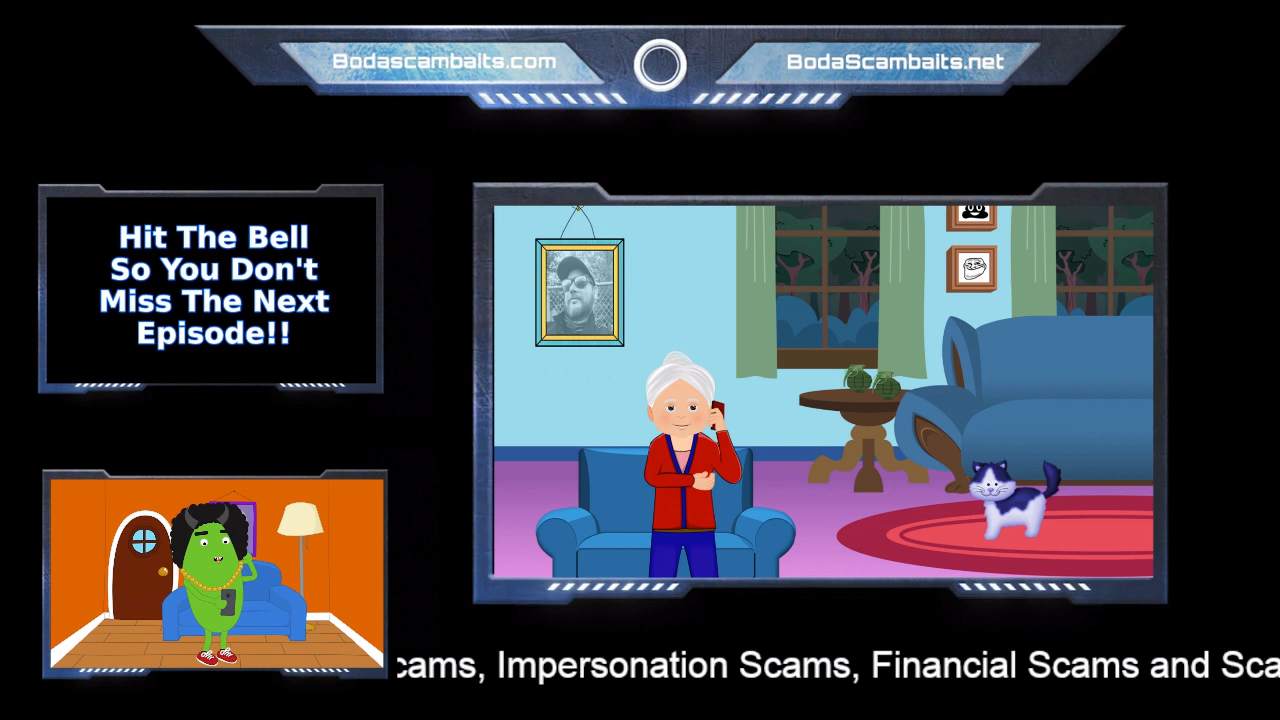 Bodascambaits.com
BodaScambaits.net
Hit The Bell
So You Don't
Miss The Next
Episode!!
cams, Impersonation Scams, Financial Scams and Sca